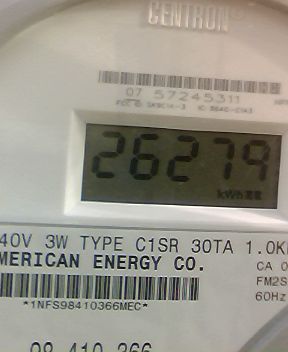 CENTRON®
07 57245311
26279
kWh
40V 3W TYPE C1SR 30TA 1.0K
MERICAN ENERGY CO.
CA 0
FM2S
60Hz
*1NFS98410366MEC*
98 410 366